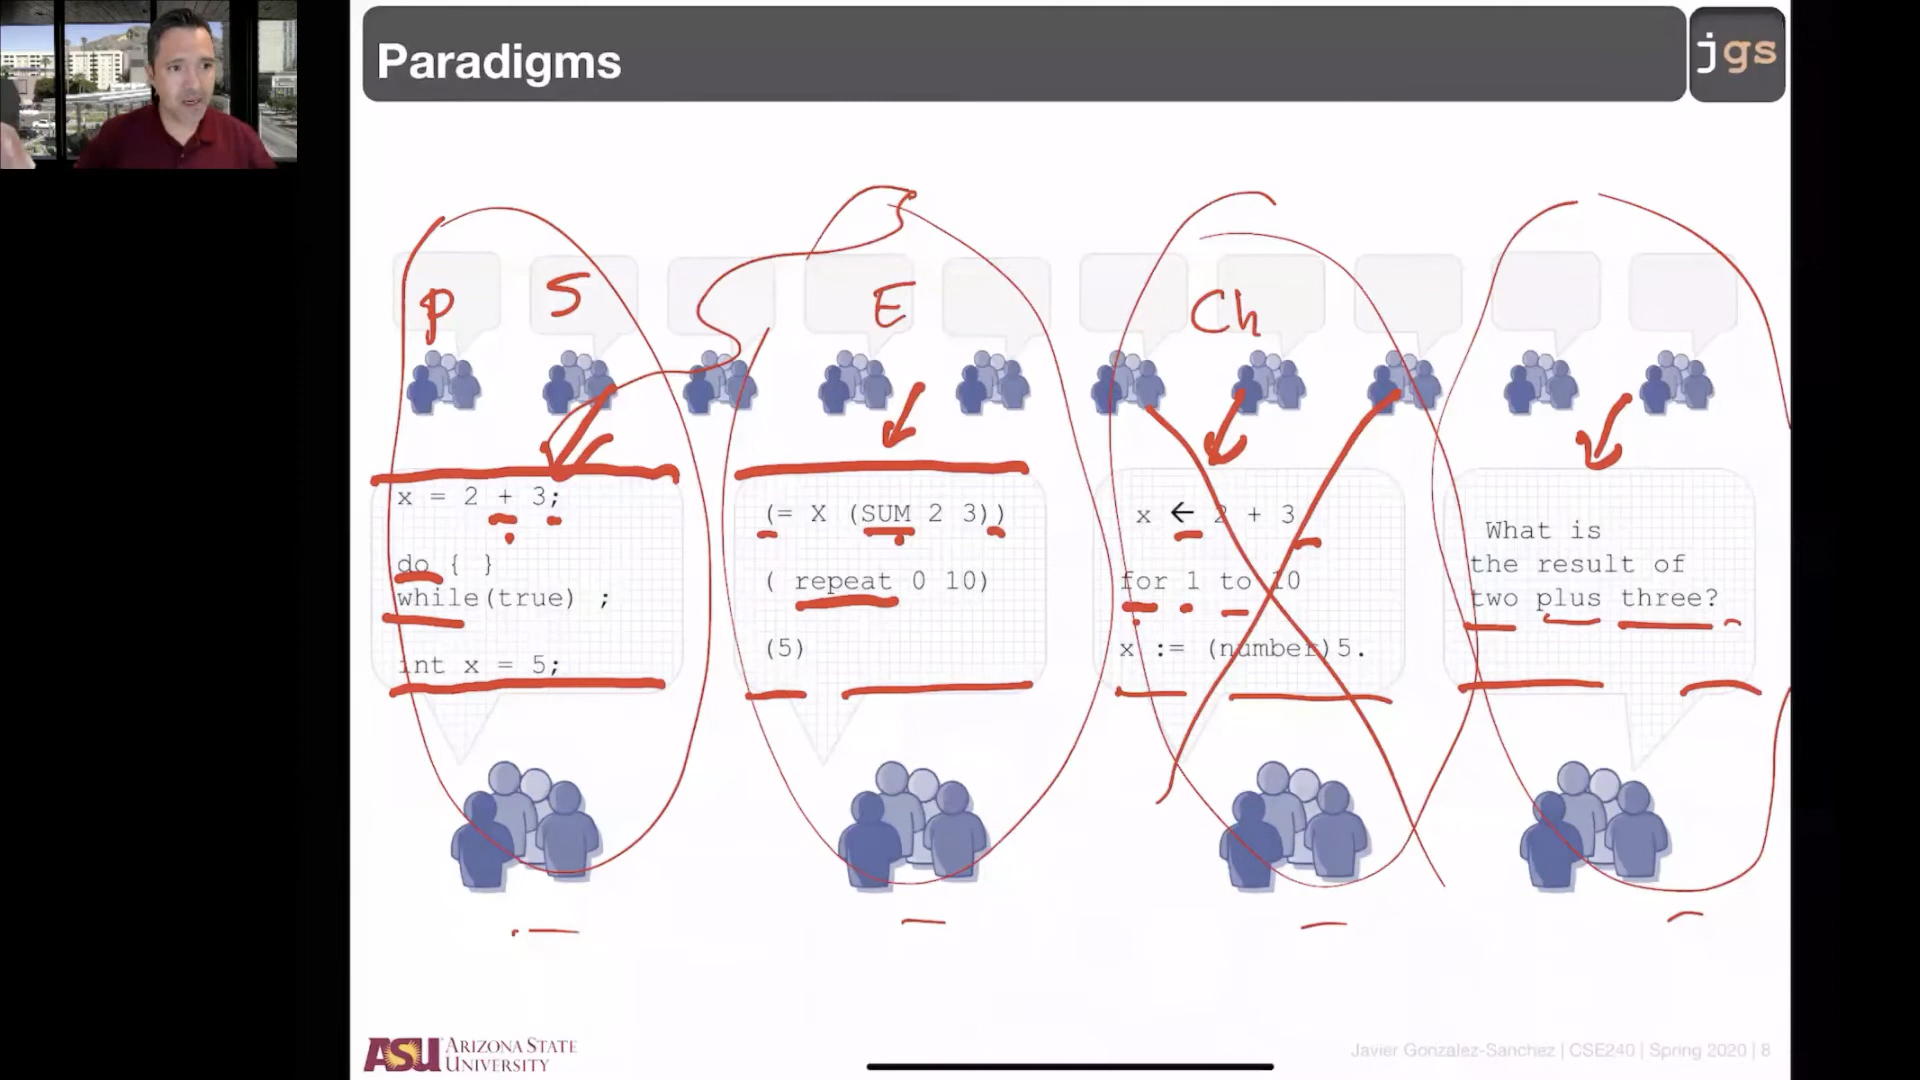 Paradigms
jgs
P
S
E
Ch
x = 2 + 3;
do { }
while(true) ;
int x = 5;
(= X (SUM 2 3))
( repeat 0 10)
(5)
x ← 2 + 3
for 1 to 10
x := (number)5.
What is
the result of
two plus three?
ASU ARIZONA STATE
UNIVERSITY
Javier Gonzalez-Sanchez | CSE240 | Spring 2020 | 8